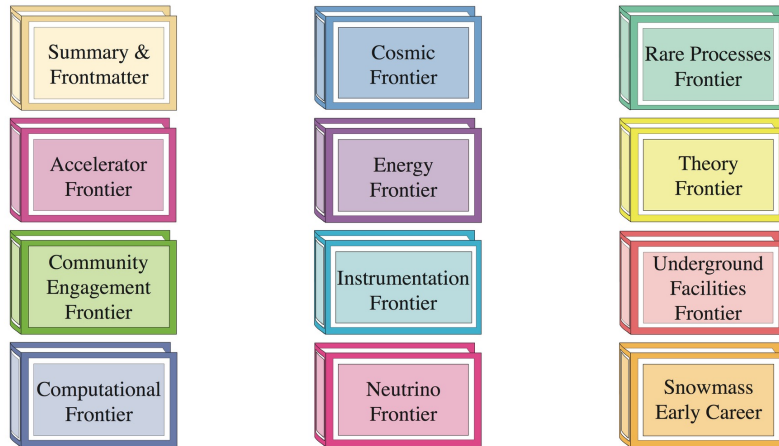 Summary &
Frontmatter
Cosmic
Frontier
Rare Processes
Frontier
Accelerator
Frontier
Energy
Frontier
Theory
Frontier
Community
Engagement
Frontier
Instrumentation
Frontier
Underground
Facilities
Frontier
Computational
Frontier
Neutrino
Frontier
Snowmass
Early Career